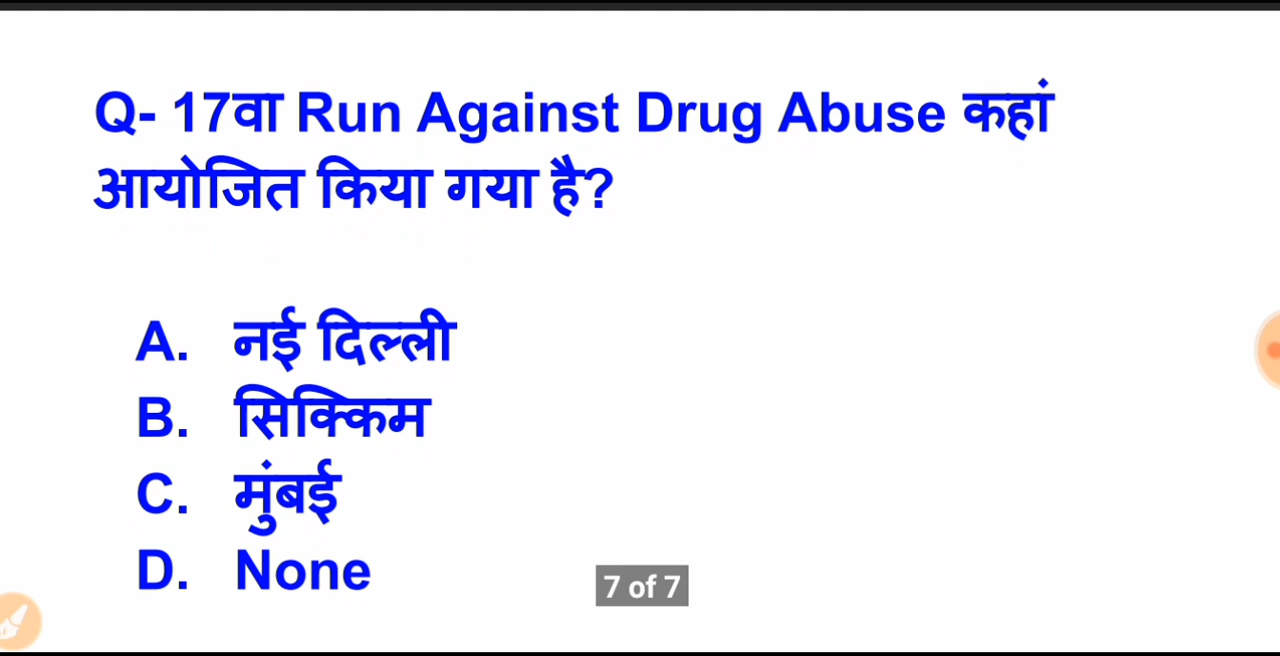 Q- 17वा Run Against Drug Abuse कहां
आयोजित किया गया है?
A. नई दिल्ली
B. सिक्किम
C. मुंबई
D. None
7 of 7